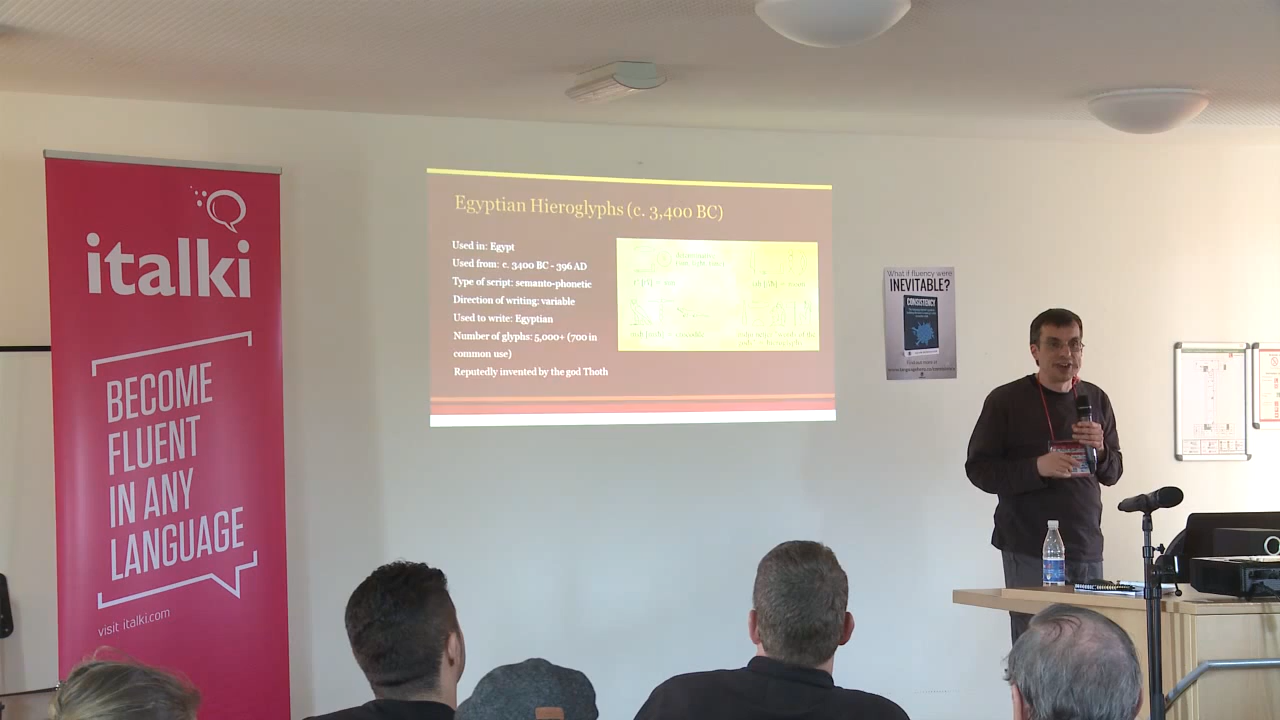 italki
BECOME
FLUENT
IN ANY
LANGUAGE
visit italki.com
Egyptian Hieroglyphs (c. 3,400 BC)
Used in: Egypt
Used from: c. 3400 BC - 396 AD
Type of script: semanto-phonetic
Direction of writing: variable
Used to write: Egyptian
Number of glyphs: 5,000+ (700 in
common use)
Reputedly invented by the god Thoth
What if fluency were
INEVITABLE?
CONSISTENCY